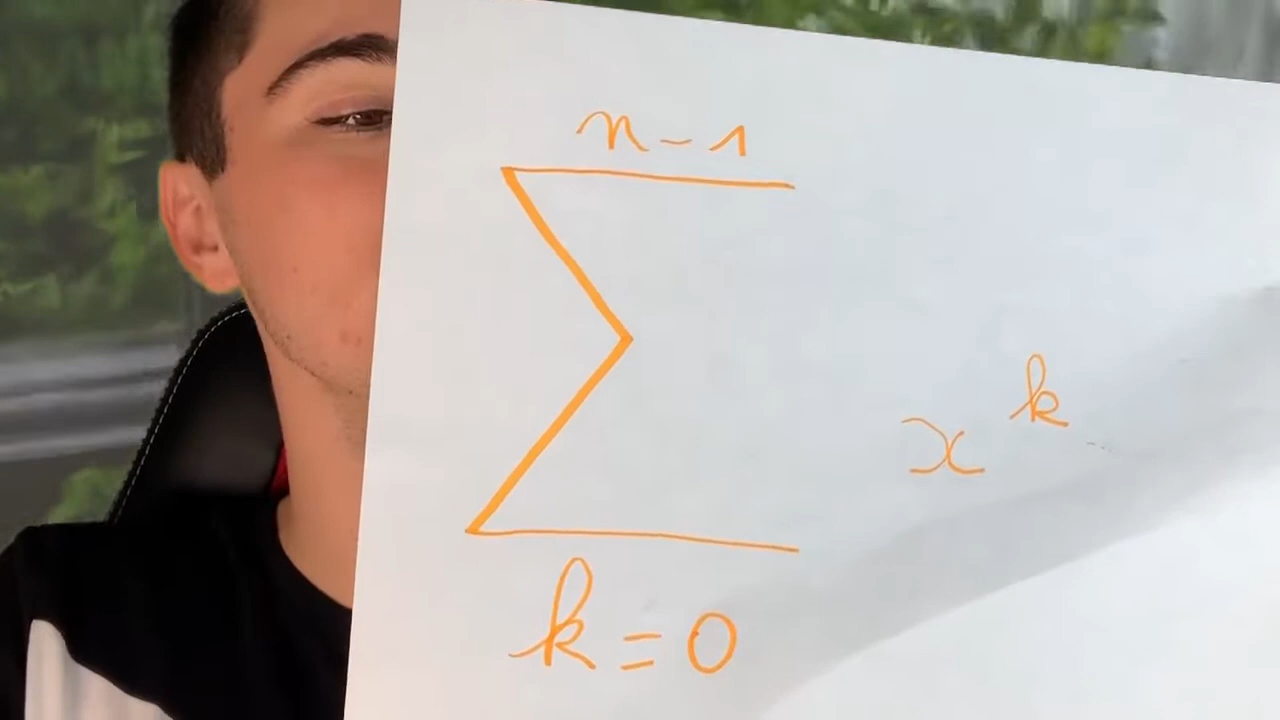 n-1
∑ x^k
k=0